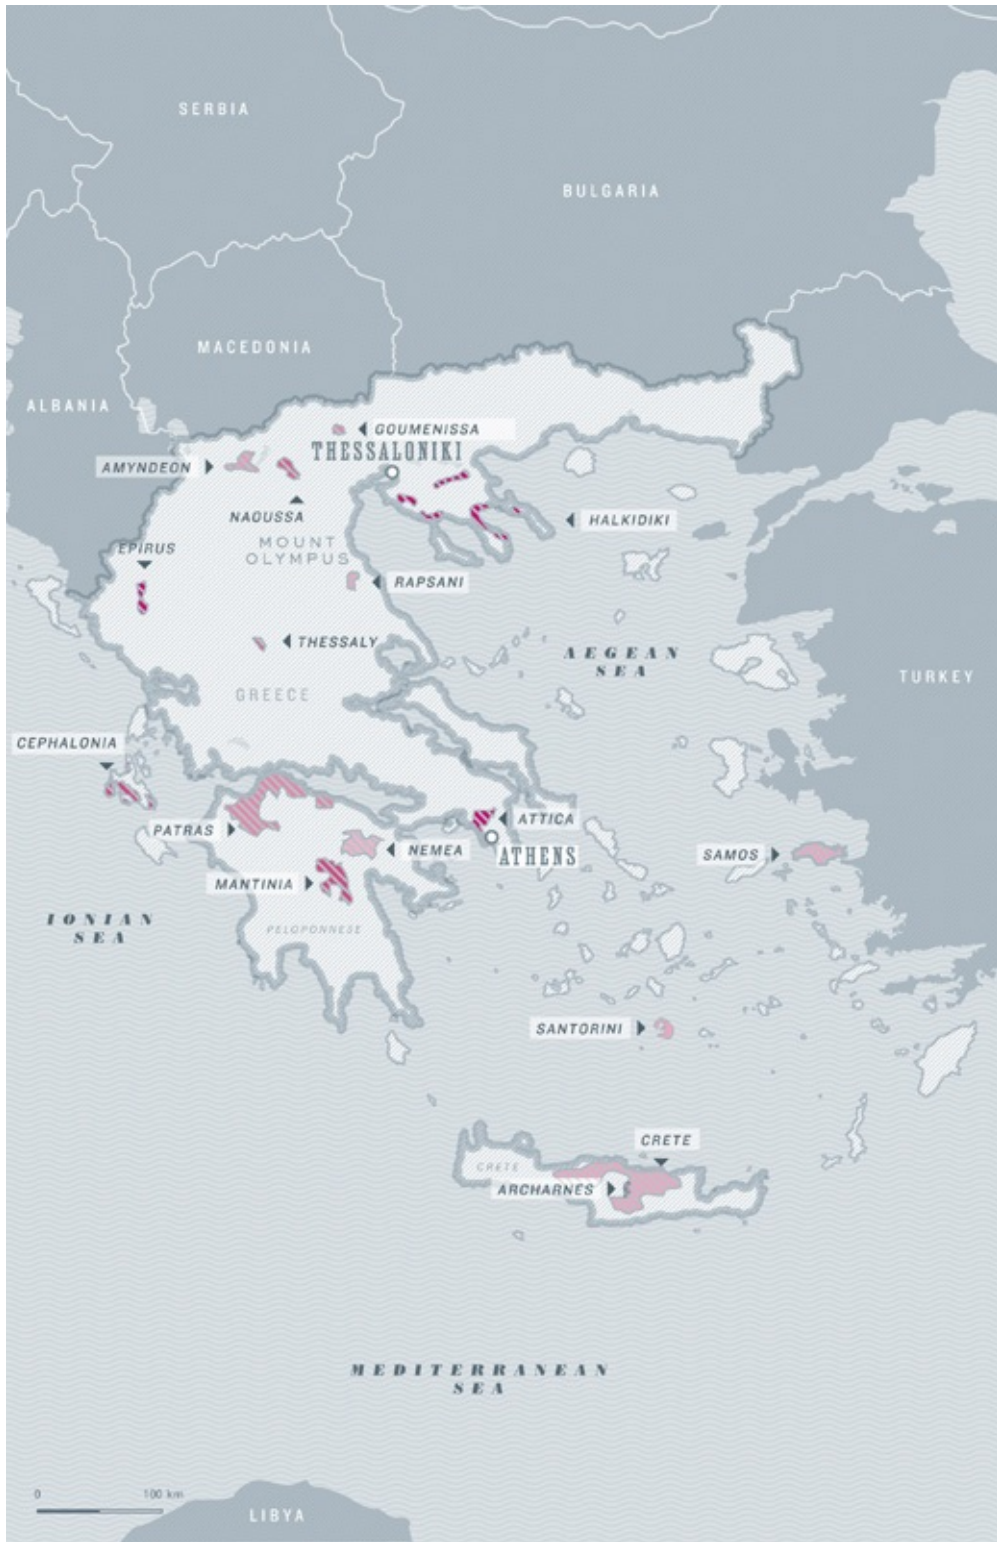 SERBIA
BULGARIA
MACEDONIA
ALBANIA
GOUMENISSA
THESSALONIKI
AMYNDEON
NAOUSSA
HALKIDIKI
MOUNT
OLYMPUS
EPIRUS
RAPSANI
THESSALY
AEGEAN
SEA
TURKEY
GREECE
CEPHALONIA
ATTICA
PATRAS
NEMEA
ATHENS
SAMOS
MANTINIA
IONIAN
SEA
PELOPONNESE
SANTORINI
CRETE
CRETE
ARCHARNES
MEDITERRANEAN
SEA
0 100 km
LIBYA